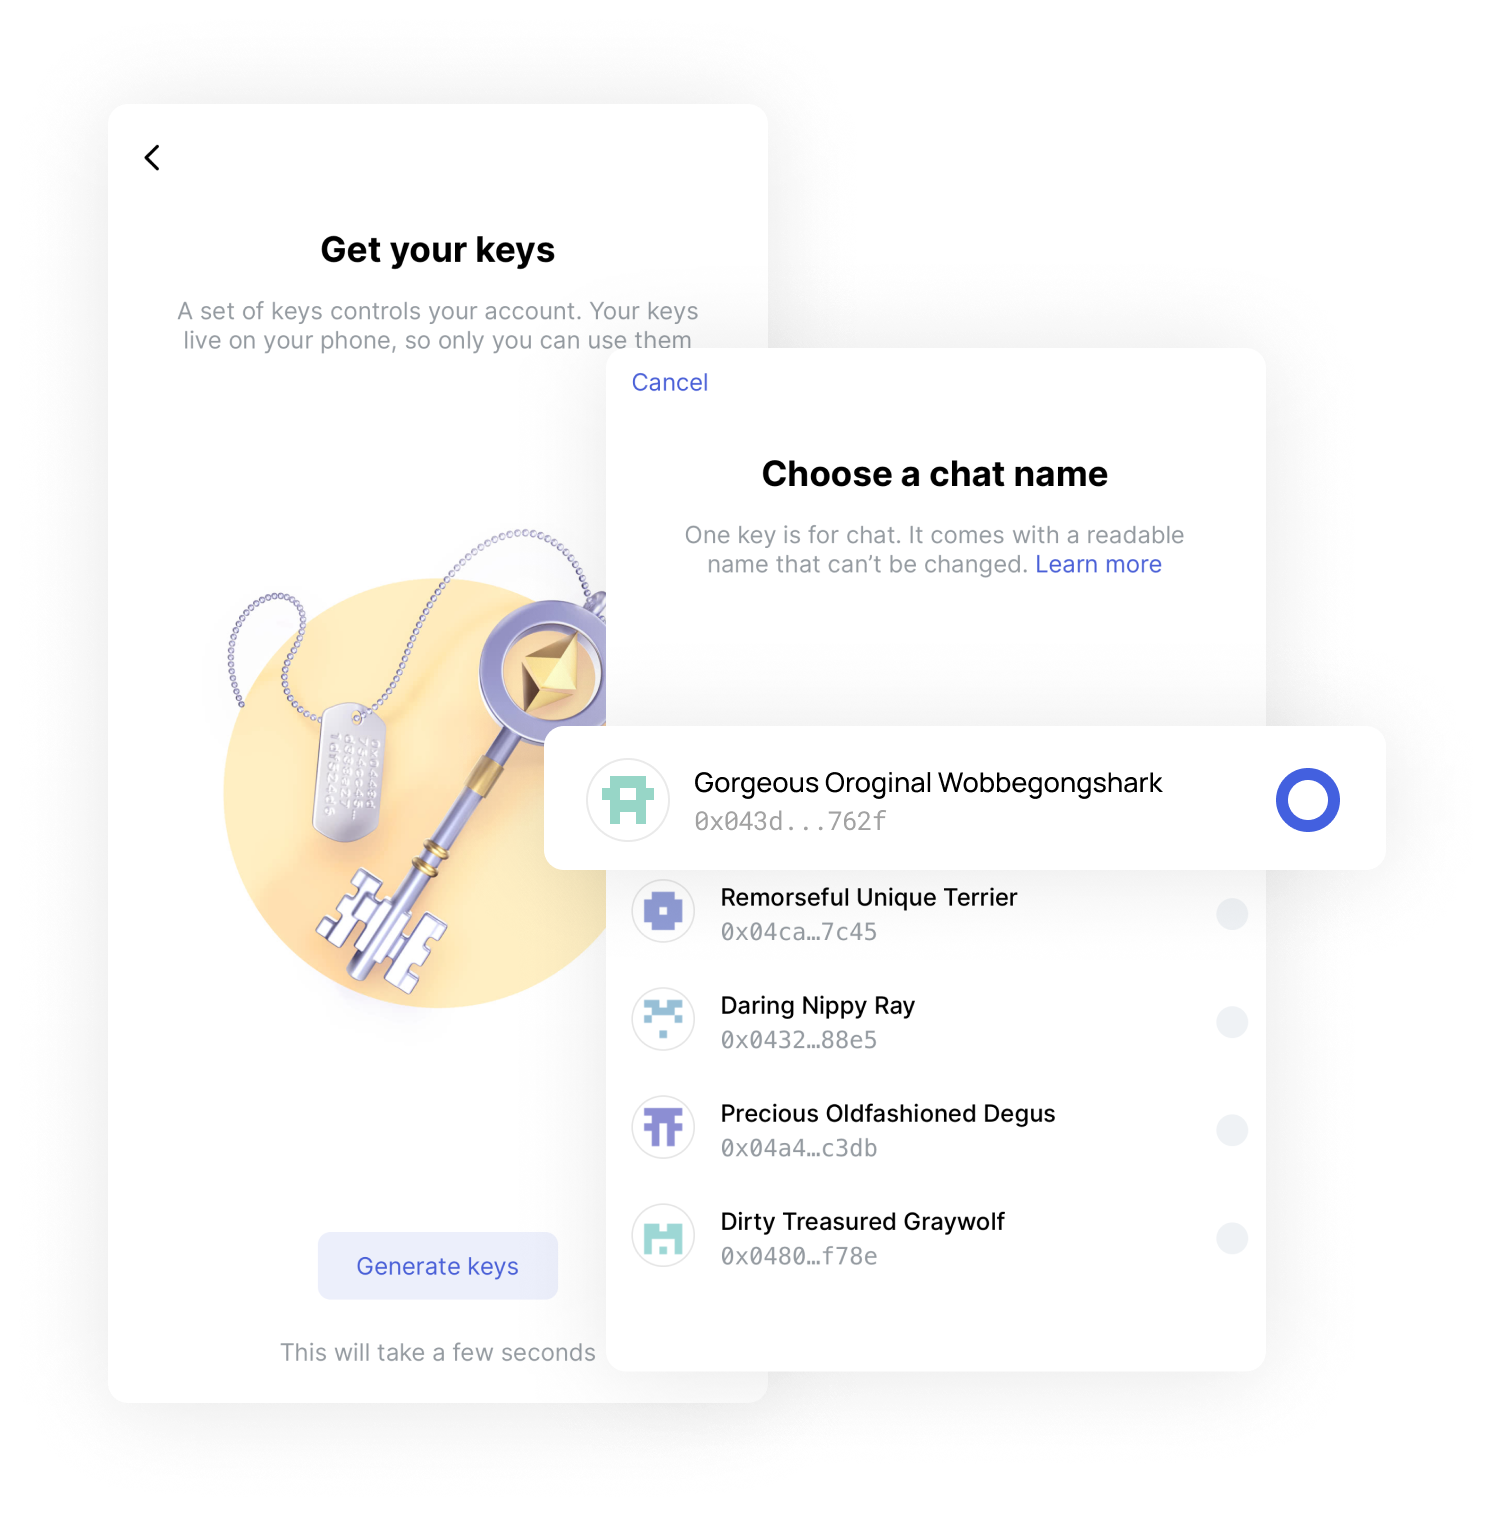 Get your keys
A set of keys controls your account. Your keys
live on your phone, so only you can use them
Cancel
Choose a chat name
One key is for chat. It comes with a readable
name that can’t be changed. Learn more
Gorgeous Oroginal Wobbegongshark
0x043d...762f
Remorseful Unique Terrier
0x04ca…7c45
Daring Nippy Ray
0x0432…88e5
Precious Oldfashioned Degus
0x04a4…c3db
Dirty Treasured Graywolf
0x0480…f78e
Generate keys
This will take a few seconds